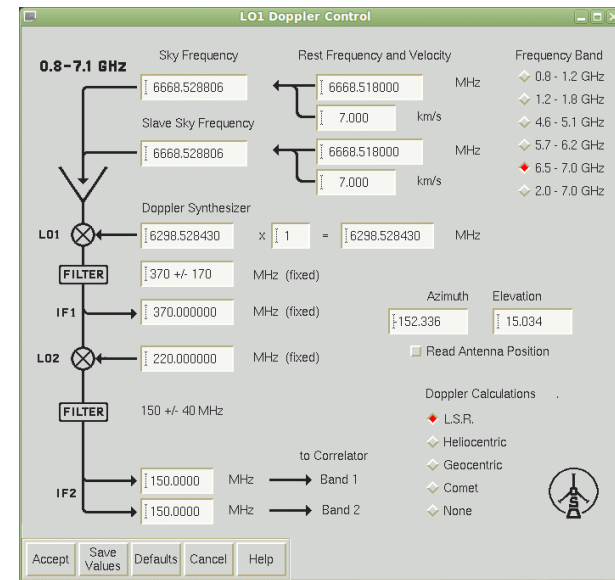 LO1 Doppler Control
0.8-7.1 GHz
Sky Frequency
6668.528806
Rest Frequency and Velocity
6668.518000 MHz
7.000 km/s
Slave Sky Frequency
6668.528806
6668.518000 MHz
7.000 km/s
Frequency Band
0.8 - 1.2 GHz
1.2 - 1.8 GHz
4.6 - 5.1 GHz
5.7 - 6.2 GHz
6.5 - 7.0 GHz
2.0 - 7.0 GHz
Doppler Synthesizer
LO1 6298.528430 x 1 = 6298.528430 MHz
FILTER 370 +/- 170 MHz (fixed)
IF1 370.000000 MHz (fixed)
Azimuth Elevation
-152.336 15.034
Read Antenna Position
LO2 220.000000 MHz (fixed)
FILTER 150 +/- 40 MHz
Doppler Calculations .
L.S.R.
Heliocentric
Geocentric
Comet
None
to Correlator
IF2
150.0000 MHz Band 1
150.0000 MHz Band 2
Accept Save Values Defaults Cancel Help